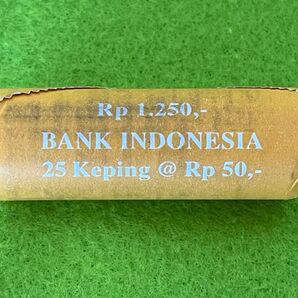 Rp 1.250,-
BANK INDONESIA
25 Keping @ Rp 50,-